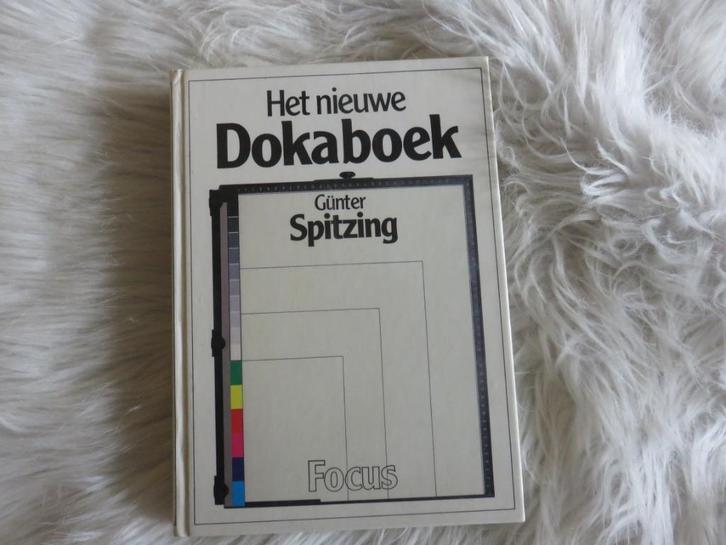 Het nieuwe
Dokaboek
Günter
Spitzing
Focus